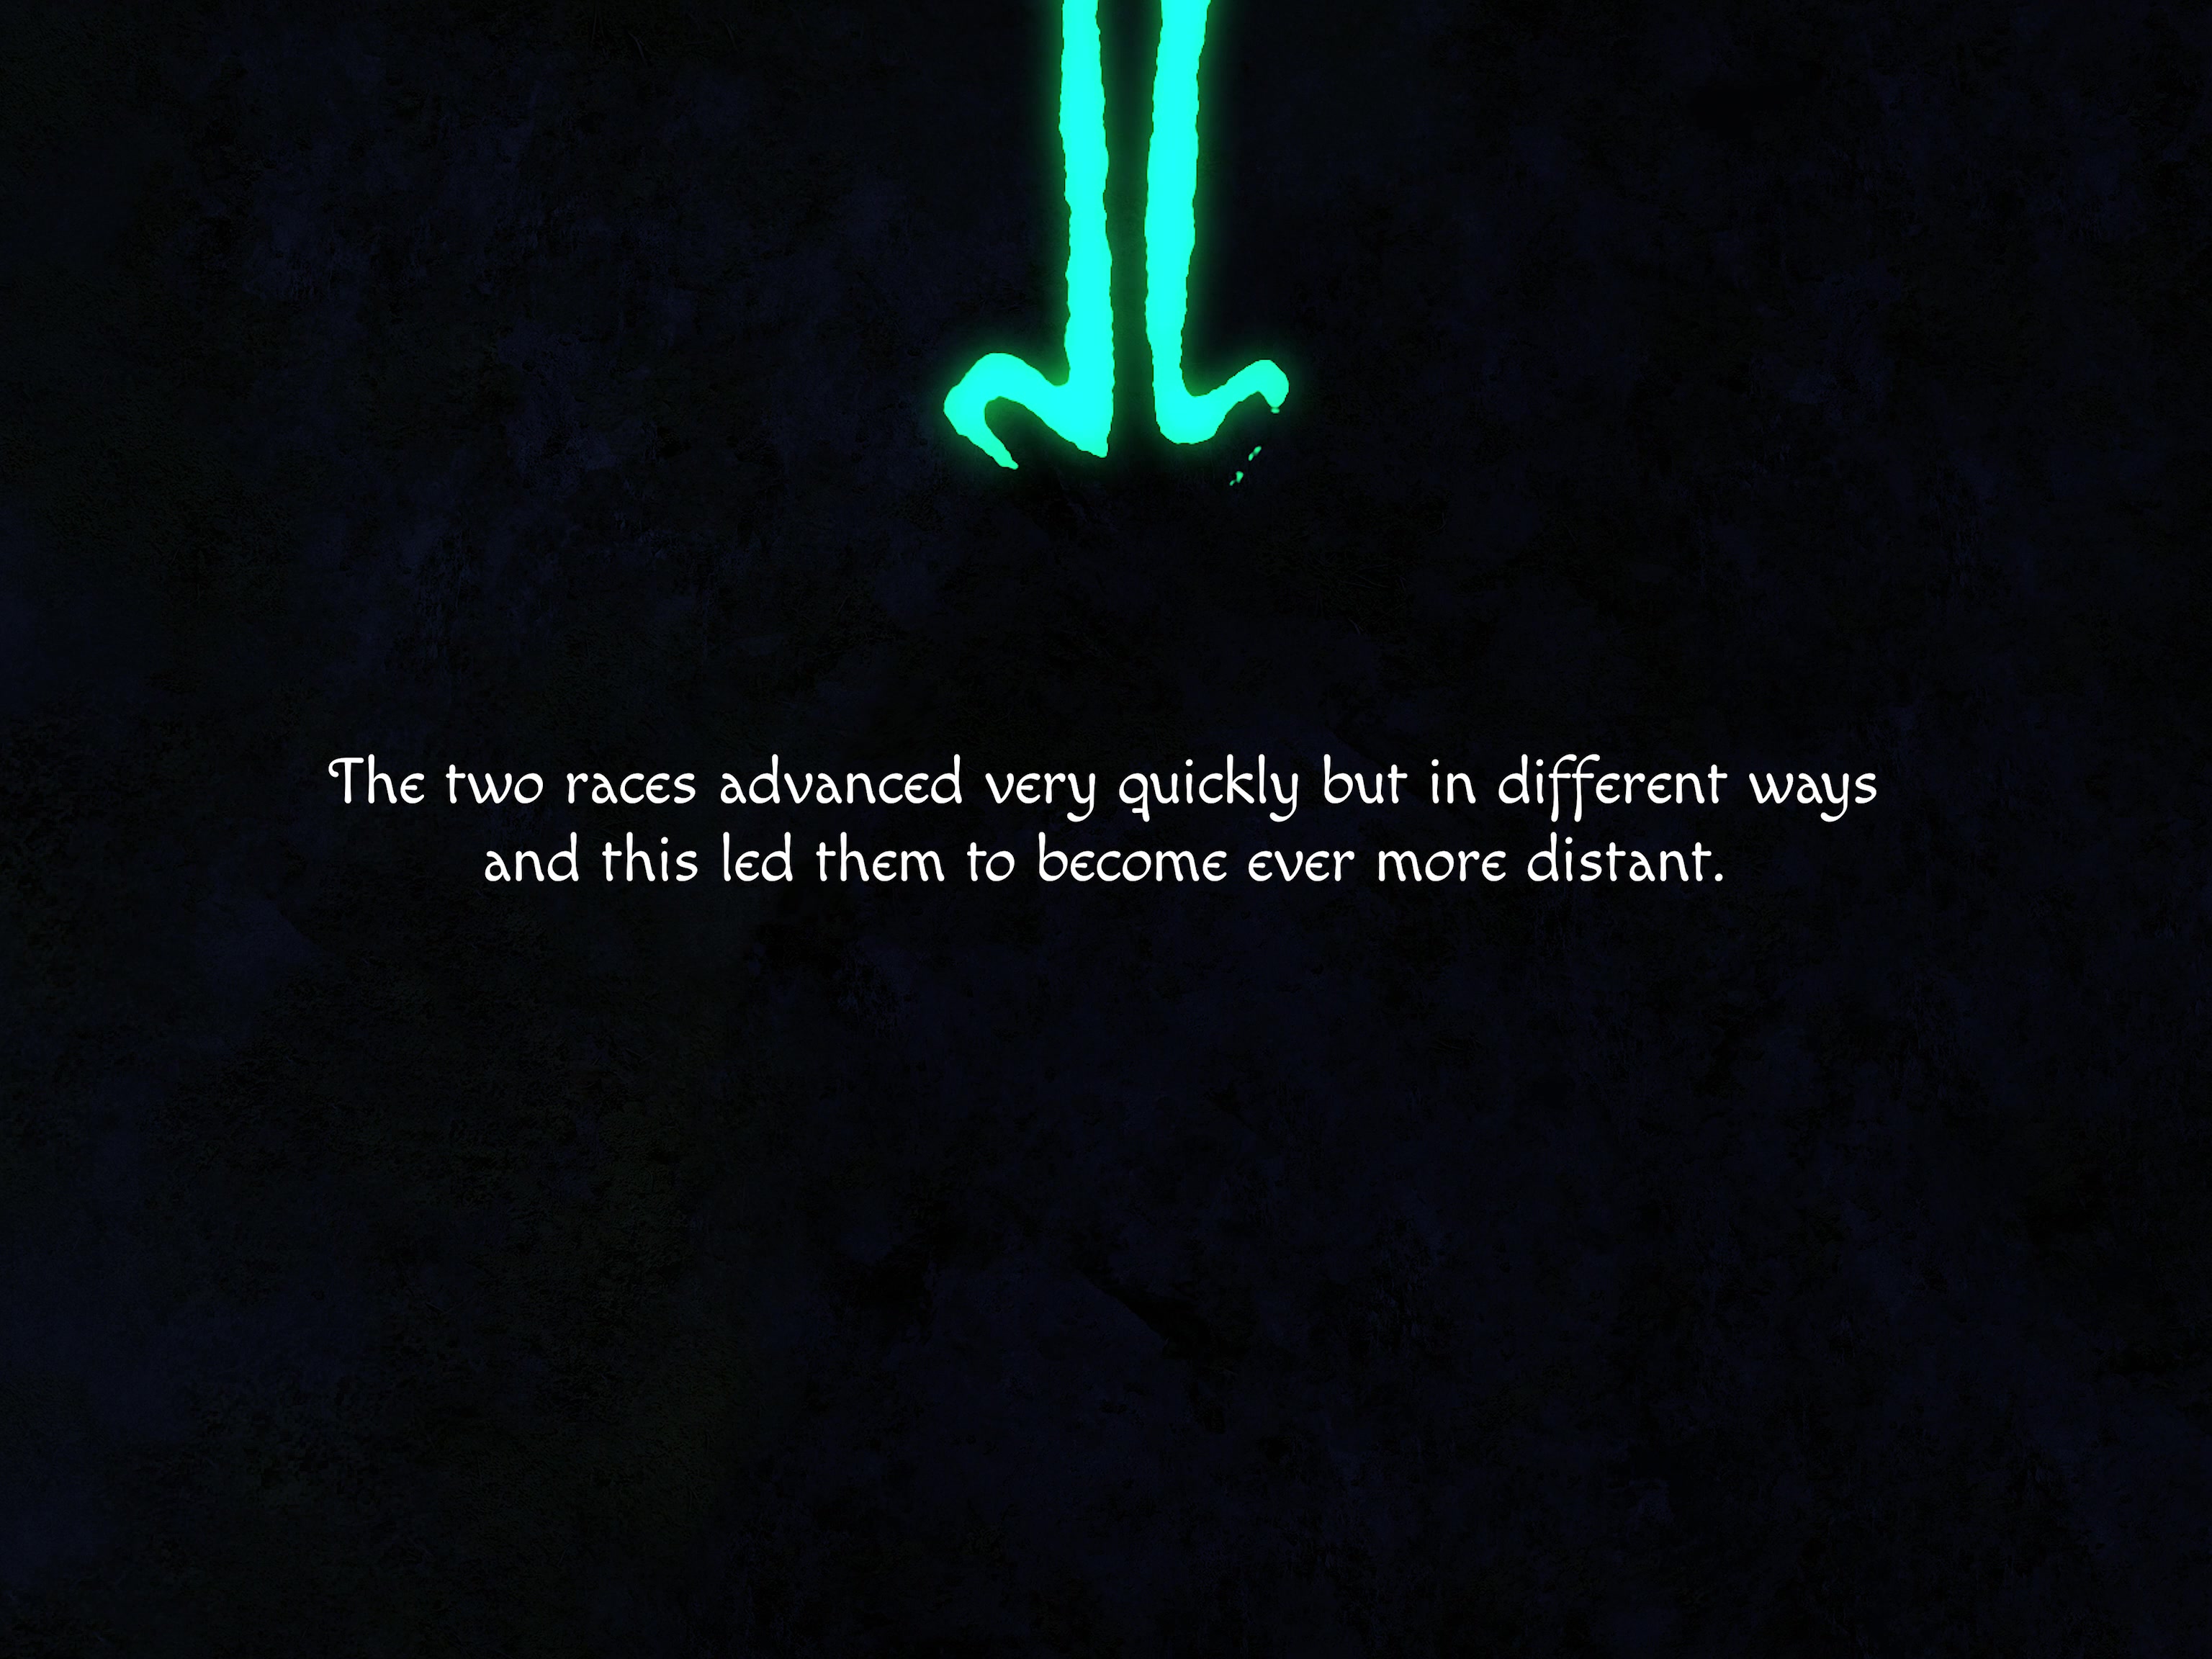 The two races advanced very quickly but in different ways
and this led them to become ever more distant.